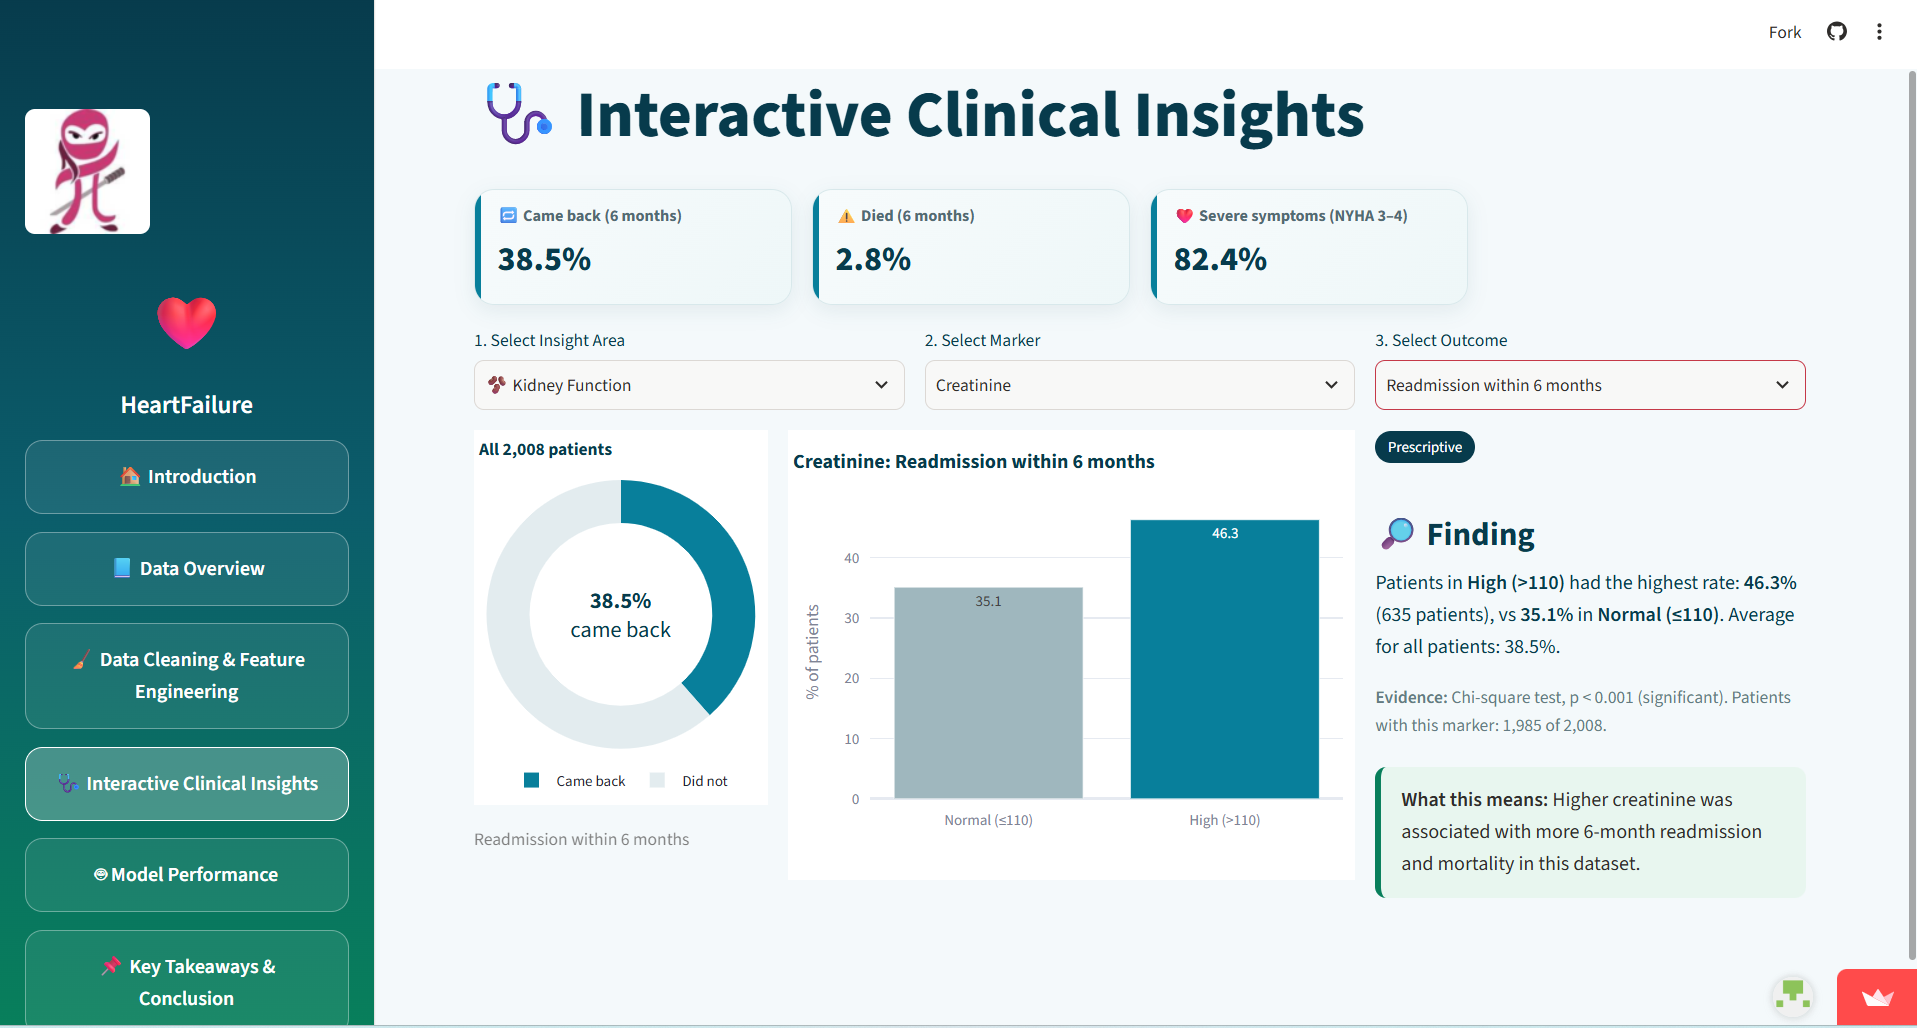 Fork
Interactive Clinical Insights
Came back (6 months)
38.5%
Died (6 months)
2.8%
Severe symptoms (NYHA 3–4)
82.4%
HeartFailure
Introduction
Data Overview
Data Cleaning & Feature
Engineering
Interactive Clinical Insights
Model Performance
Key Takeaways &
Conclusion
1. Select Insight Area
Kidney Function
2. Select Marker
Creatinine
3. Select Outcome
Readmission within 6 months
All 2,008 patients
38.5%
came back
Came back
Did not
Readmission within 6 months
Creatinine: Readmission within 6 months
% of patients
40
30
20
10
0
35.1
46.3
Normal (≤110)
High (>110)
Prescriptive
Finding
Patients in High (>110) had the highest rate: 46.3%
(635 patients), vs 35.1% in Normal (≤110). Average
for all patients: 38.5%.
Evidence: Chi-square test, p < 0.001 (significant). Patients
with this marker: 1,985 of 2,008.
What this means: Higher creatinine was
associated with more 6-month readmission
and mortality in this dataset.